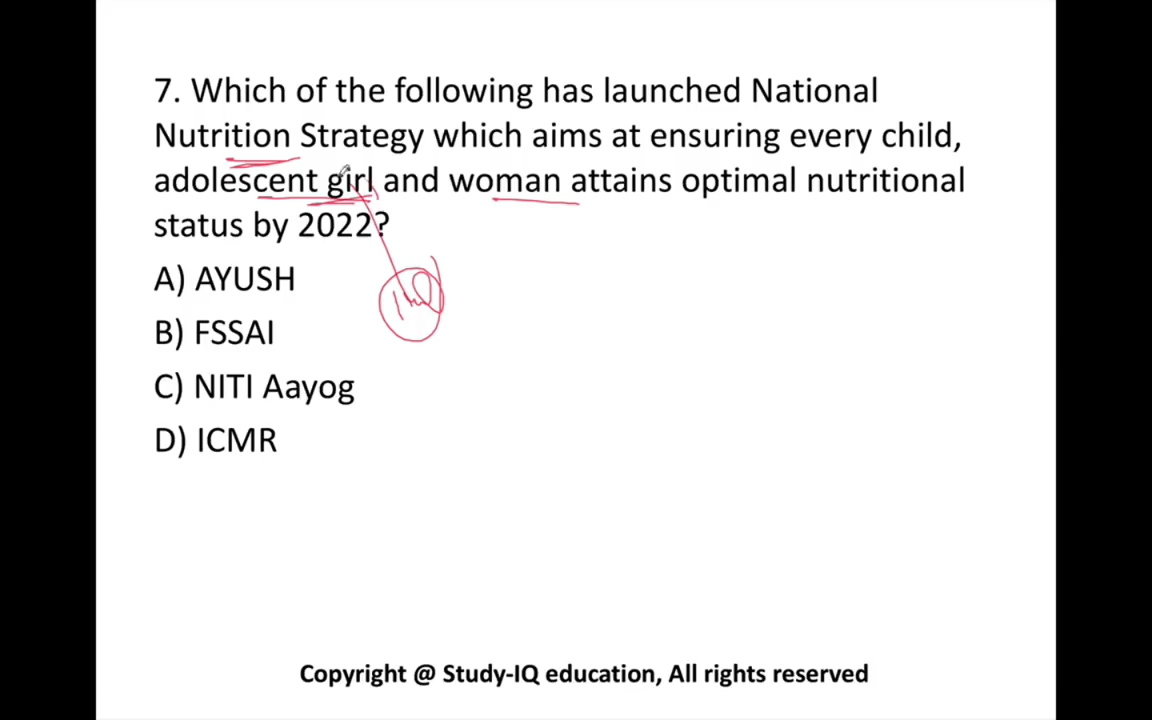 7. Which of the following has launched National
Nutrition Strategy which aims at ensuring every child,
adolescent girl and woman attains optimal nutritional
status by 2022?
A) AYUSH
B) FSSAI
C) NITI Aayog
D) ICMR
Copyright @ Study-IQ education, All rights reserved